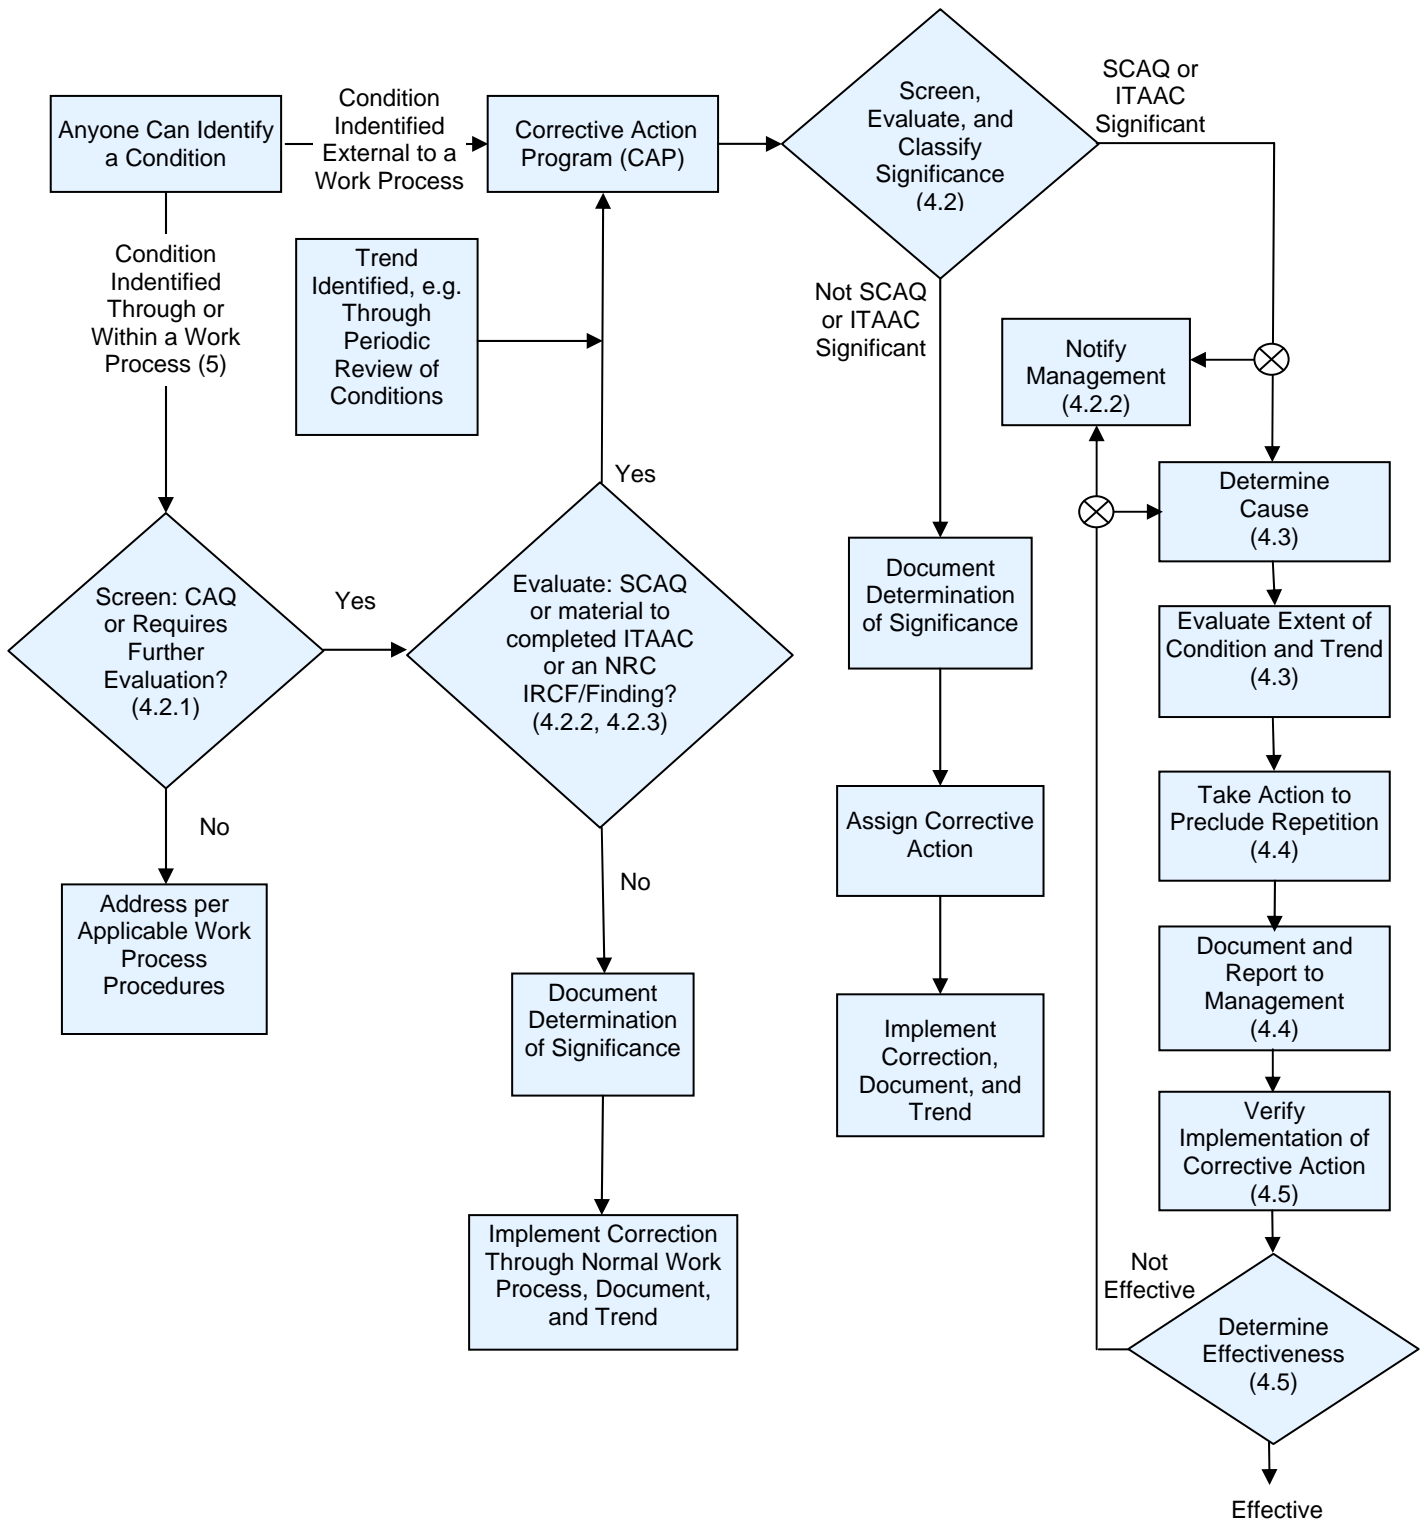 Anyone Can Identify
a Condition
Condition
Indentified
External to a
Work Process
Corrective Action
Program (CAP)
Screen,
Evaluate, and
Classify
Significance
(4.2)
SCAQ or
ITAAC
Significant
Condition
Indentified
Through or
Within a Work
Process (5)
Trend
Identified, e.g.
Through
Periodic
Review of
Conditions
Not SCAQ
or ITAAC
Significant
Notify
Management
(4.2.2)
Yes
Determine
Cause
(4.3)
Screen: CAQ
or Requires
Further
Evaluation?
(4.2.1)
Yes
Evaluate: SCAQ
or material to
completed ITAAC
or an NRC
IRCF/Finding?
(4.2.2, 4.2.3)
Document
Determination
of Significance
Evaluate Extent of
Condition and Trend
(4.3)
Take Action to
Preclude Repetition
(4.4)
No
Assign Corrective
Action
No
Address per
Applicable Work
Process
Procedures
Document and
Report to
Management
(4.4)
Document
Determination
of Significance
Implement
Correction,
Document, and
Trend
Verify
Implementation of
Corrective Action
(4.5)
Implement Correction
Through Normal Work
Process, Document,
and Trend
Not
Effective
Determine
Effectiveness
(4.5)
Effective